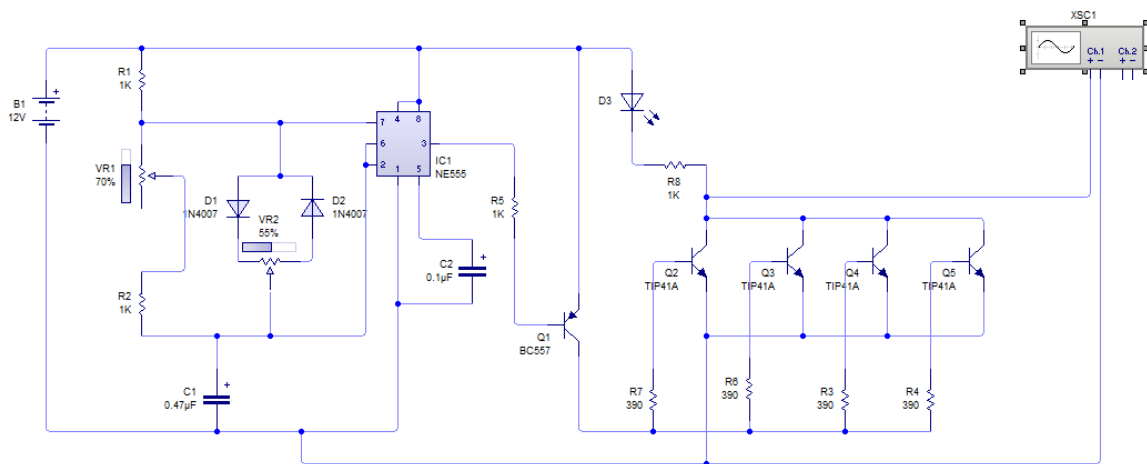 XSC1
Ch.1
Ch.2
+ −
+ −
R1
1K
B1
12V
+
D3
7
4
8
6
3
2
1
5
IC1
NE555
VR1
70%
D1
1N4007
D2
1N4007
VR2
55%
R5
1K
R8
1K
C2
0.1µF
+
Q2
TIP41A
Q3
TIP41A
Q4
TIP41A
Q5
TIP41A
R2
1K
Q1
BC557
C1
0.47µF
+
R7
390
R6
390
R3
390
R4
390